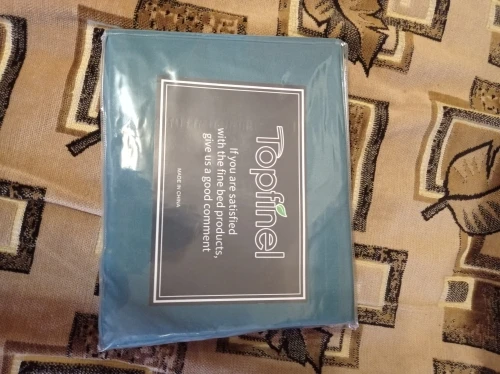 Topfinel
If you are satisfied
with the fine bed products,
give us a good comment
MADE IN CHINA